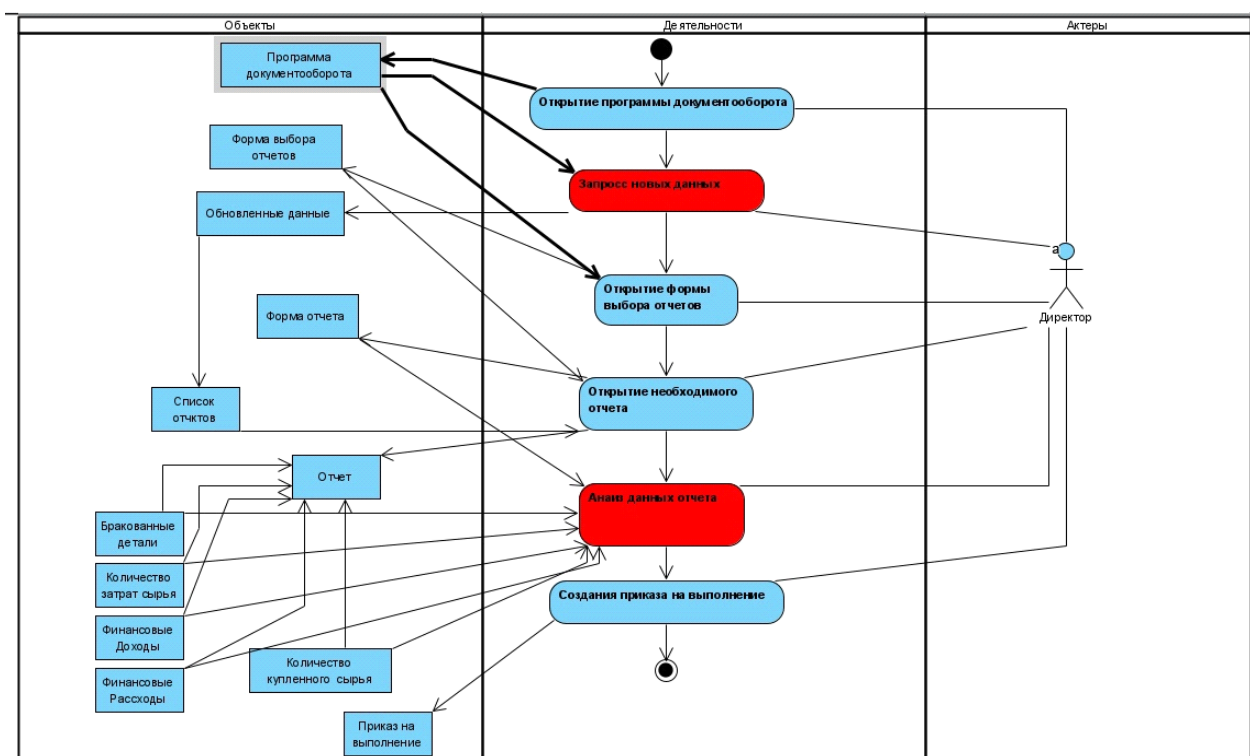 Объекты
Деятельности
Актеры
Программа
документооборота
Открытие программы документооборота
Форма выбора
отчетов
Запросс новых данных
Обновленные данные
а
Открытие формы
выбора отчетов
Форма отчета
Директор
Открытие необходимого
отчета
Список
отчктов
Отчет
Анаиз данных отчета
Бракованные
детали
Количество
затрат сырья
Создания приказа на выполнение
Финансовые
Доходы
Количество
купленного сырья
Финансовые
Рассходы
Приказ на
выполнение